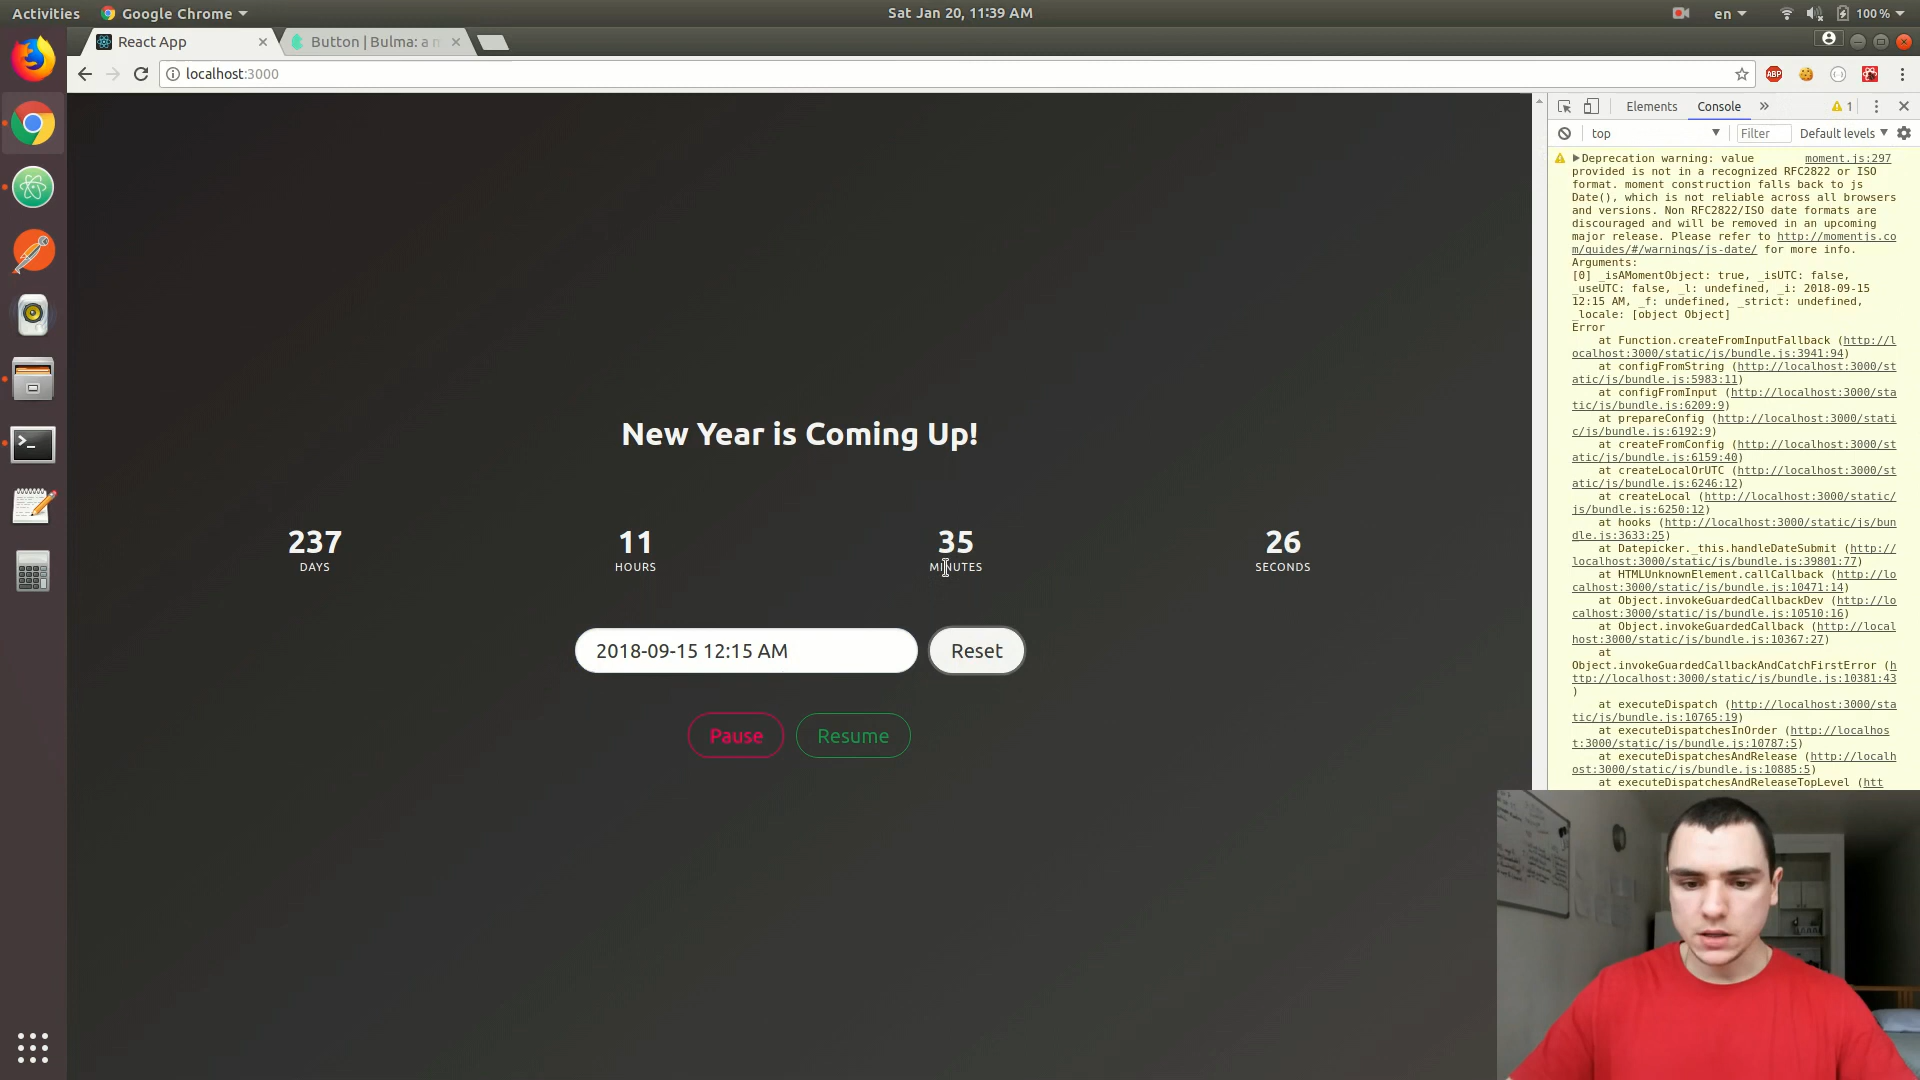 Activities
Google Chrome
Sat Jan 20, 11:39 AM
en
100 %
React App
Button | Bulma: a m
localhost:3000
ABP
Elements
Console
1
top
Filter
Default levels
Deprecation warning: value moment.js:297
provided is not in a recognized RFC2822 or ISO
format. moment construction falls back to js
Date(), which is not reliable across all browsers
and versions. Non RFC2822/ISO date formats are
discouraged and will be removed in an upcoming
major release. Please refer to http://momentjs.co
m/guides/#/warnings/js-date/ for more info.
Arguments:
[0] _isAMomentObject: true, _isUTC: false,
_useUTC: false, _l: undefined, _i: 2018-09-15
12:15 AM, _f: undefined, _strict: undefined,
_locale: [object Object]
Error
at Function.createFromInputFallback (http://l
ocalhost:3000/static/js/bundle.js:3941:94)
at configFromString (http://localhost:3000/st
atic/js/bundle.js:5983:11)
at configFromInput (http://localhost:3000/sta
tic/js/bundle.js:6209:9)
at prepareConfig (http://localhost:3000/stati
c/js/bundle.js:6192:9)
at createFromConfig (http://localhost:3000/st
atic/js/bundle.js:6159:40)
at createLocalOrUTC (http://localhost:3000/st
atic/js/bundle.js:6246:12)
at createLocal (http://localhost:3000/static/
js/bundle.js:6250:12)
at hooks (http://localhost:3000/static/js/bun
dle.js:3633:25)
at Datepicker._this.handleDateSubmit (http://
localhost:3000/static/js/bundle.js:39801:77)
at HTMLUnknownElement.callCallback (http://lo
calhost:3000/static/js/bundle.js:10471:14)
at Object.invokeGuardedCallbackDev (http://lo
calhost:3000/static/js/bundle.js:10510:16)
at Object.invokeGuardedCallback (http://local
host:3000/static/js/bundle.js:10367:27)
at
Object.invokeGuardedCallbackAndCatchFirstError (h
ttp://localhost:3000/static/js/bundle.js:10381:43
)
at executeDispatch (http://localhost:3000/sta
tic/js/bundle.js:10765:19)
at executeDispatchesInOrder (http://localhos
t:3000/static/js/bundle.js:10787:5)
at executeDispatchesAndRelease (http://localh
ost:3000/static/js/bundle.js:10885:5)
at executeDispatchesAndReleaseTopLevel (htt
New Year is Coming Up!
237
DAYS
11
HOURS
35
MINUTES
26
SECONDS
2018-09-15 12:15 AM
Reset
Pause
Resume